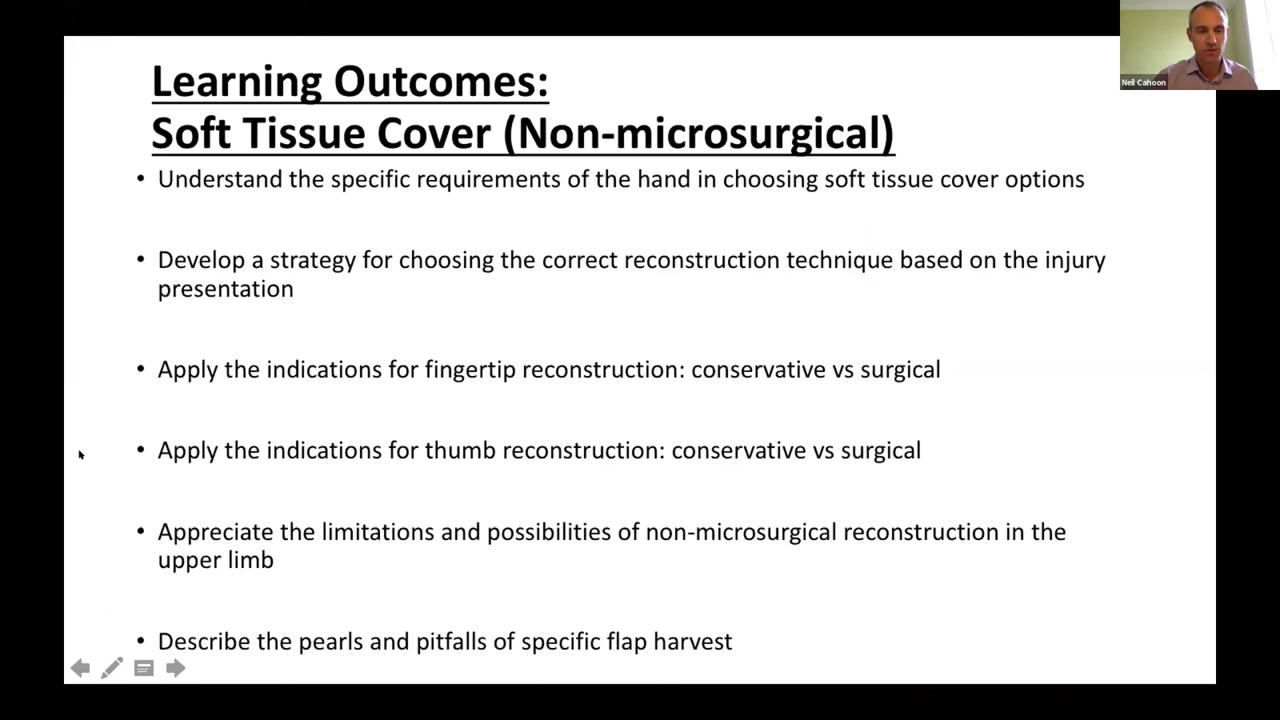 Learning Outcomes:
Soft Tissue Cover (Non-microsurgical)
• Understand the specific requirements of the hand in choosing soft tissue cover options
• Develop a strategy for choosing the correct reconstruction technique based on the injury
presentation
• Apply the indications for fingertip reconstruction: conservative vs surgical
• Apply the indications for thumb reconstruction: conservative vs surgical
• Appreciate the limitations and possibilities of non-microsurgical reconstruction in the
upper limb
• Describe the pearls and pitfalls of specific flap harvest
Neil Cahoon